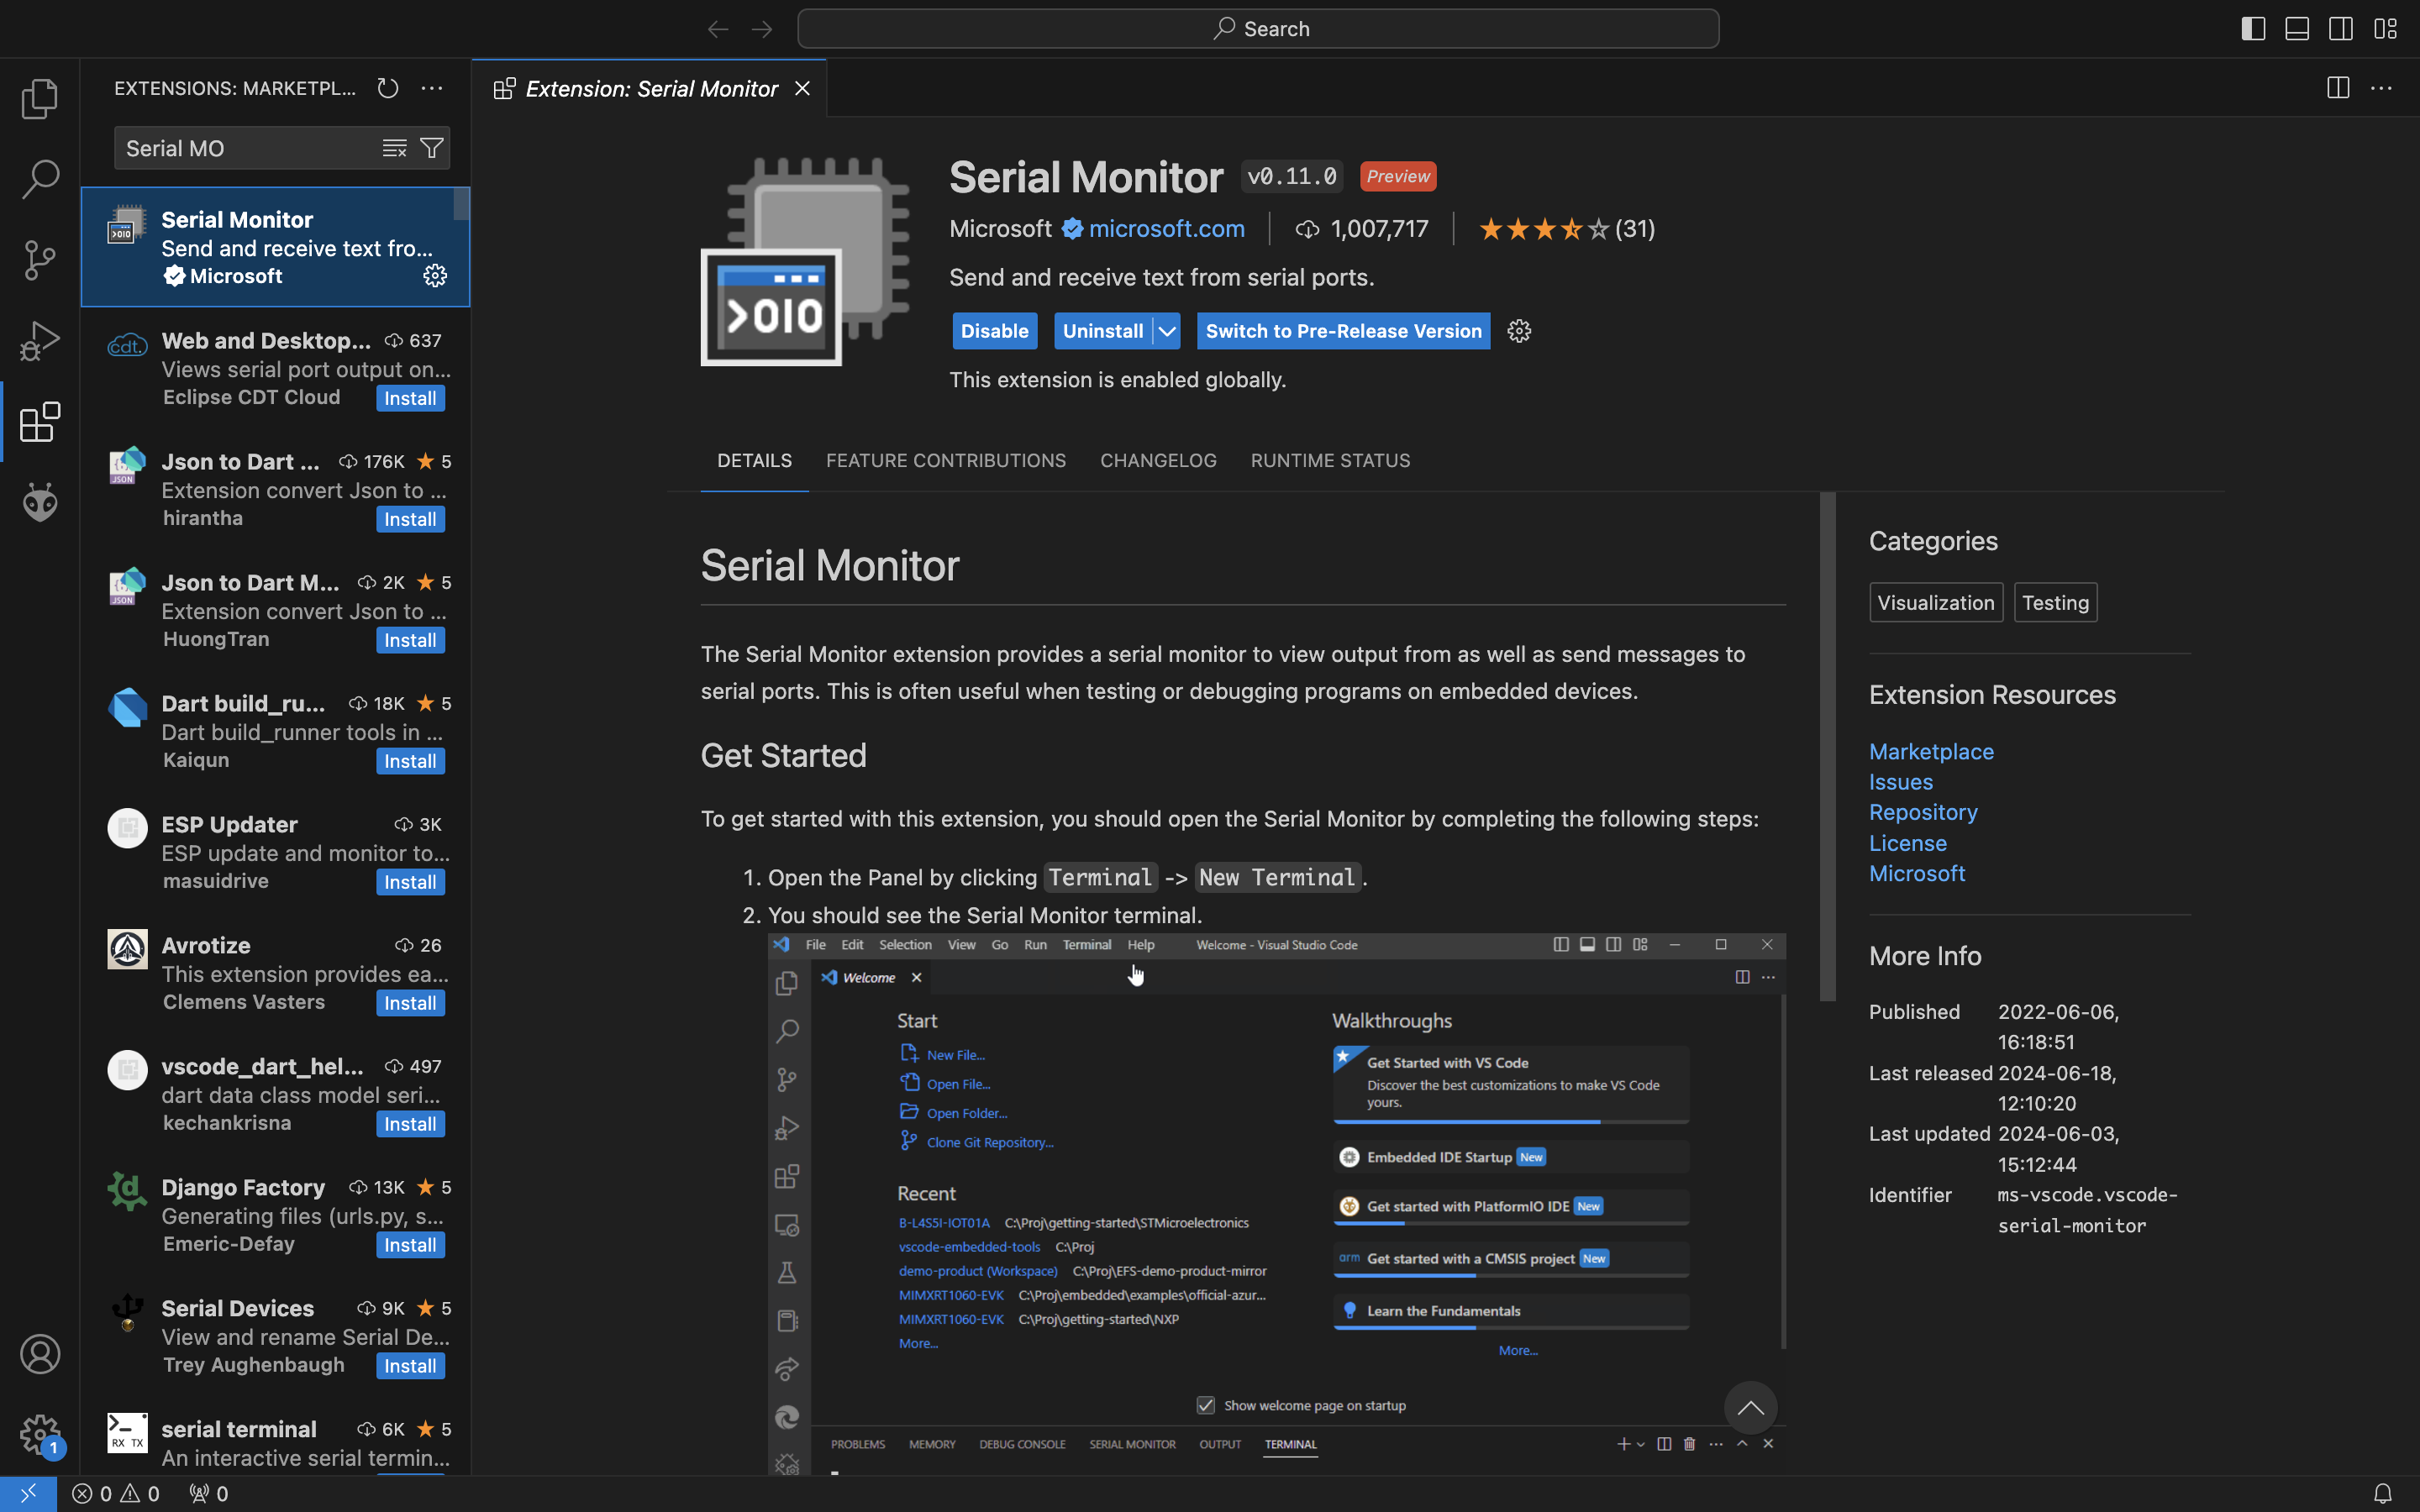 Search
EXTENSIONS: MARKETPL...
Serial MO
Serial Monitor
Send and receive text fro...
Microsoft
Web and Desktop... 637
Views serial port output on...
Eclipse CDT Cloud Install
Json to Dart ... 176K ★ 5
Extension convert Json to ...
hirantha Install
Json to Dart M... 2K ★ 5
Extension convert Json to ...
HuongTran Install
Dart build_ru... 18K ★ 5
Dart build_runner tools in ...
Kaiqun Install
ESP Updater 3K
ESP update and monitor to...
masuidrive Install
Avrotize 26
This extension provides ea...
Clemens Vasters Install
vscode_dart_hel... 497
dart data class model seri...
kechankrisna Install
Django Factory 13K ★ 5
Generating files (urls.py, s...
Emeric-Defay Install
Serial Devices 9K ★ 5
View and rename Serial De...
Trey Aughenbaugh Install
serial terminal 6K ★ 5
An interactive serial termin...
cdt.
JSON
JSON
RX TX
1
Extension: Serial Monitor
>010
>010
Serial Monitor v0.11.0 Preview
Microsoft microsoft.com 1,007,717 (31)
Send and receive text from serial ports.
Disable Uninstall Switch to Pre-Release Version
This extension is enabled globally.
DETAILS FEATURE CONTRIBUTIONS CHANGELOG RUNTIME STATUS
Serial Monitor
The Serial Monitor extension provides a serial monitor to view output from as well as send messages to
serial ports. This is often useful when testing or debugging programs on embedded devices.
Get Started
To get started with this extension, you should open the Serial Monitor by completing the following steps:
1. Open the Panel by clicking Terminal -> New Terminal.
2. You should see the Serial Monitor terminal.
File Edit Selection View Go Run Terminal Help Welcome - Visual Studio Code
Welcome
Start
New File...
Open File...
Open Folder...
Clone Git Repository...
Recent
B-L4S5I-IOT01A C:\Proj\getting-started\STMicroelectronics
vscode-embedded-tools C:\Proj
demo-product (Workspace) C:\Proj\EFS-demo-product-mirror
MIMXRT1060-EVK C:\Proj\embedded\examples\official-azur...
MIMXRT1060-EVK C:\Proj\getting-started\NXP
More...
Walkthroughs
Get Started with VS Code
Discover the best customizations to make VS Code
yours.
Embedded IDE Startup New
Get started with PlatformIO IDE New
arm Get started with a CMSIS project New
Learn the Fundamentals
More...
Show welcome page on startup
PROBLEMS MEMORY DEBUG CONSOLE SERIAL MONITOR OUTPUT TERMINAL
Categories
Visualization Testing
Extension Resources
Marketplace
Issues
Repository
License
Microsoft
More Info
Published 2022-06-06,
16:18:51
Last released 2024-06-18,
12:10:20
Last updated 2024-06-03,
15:12:44
Identifier ms-vscode.vscode-
serial-monitor
0 0 0